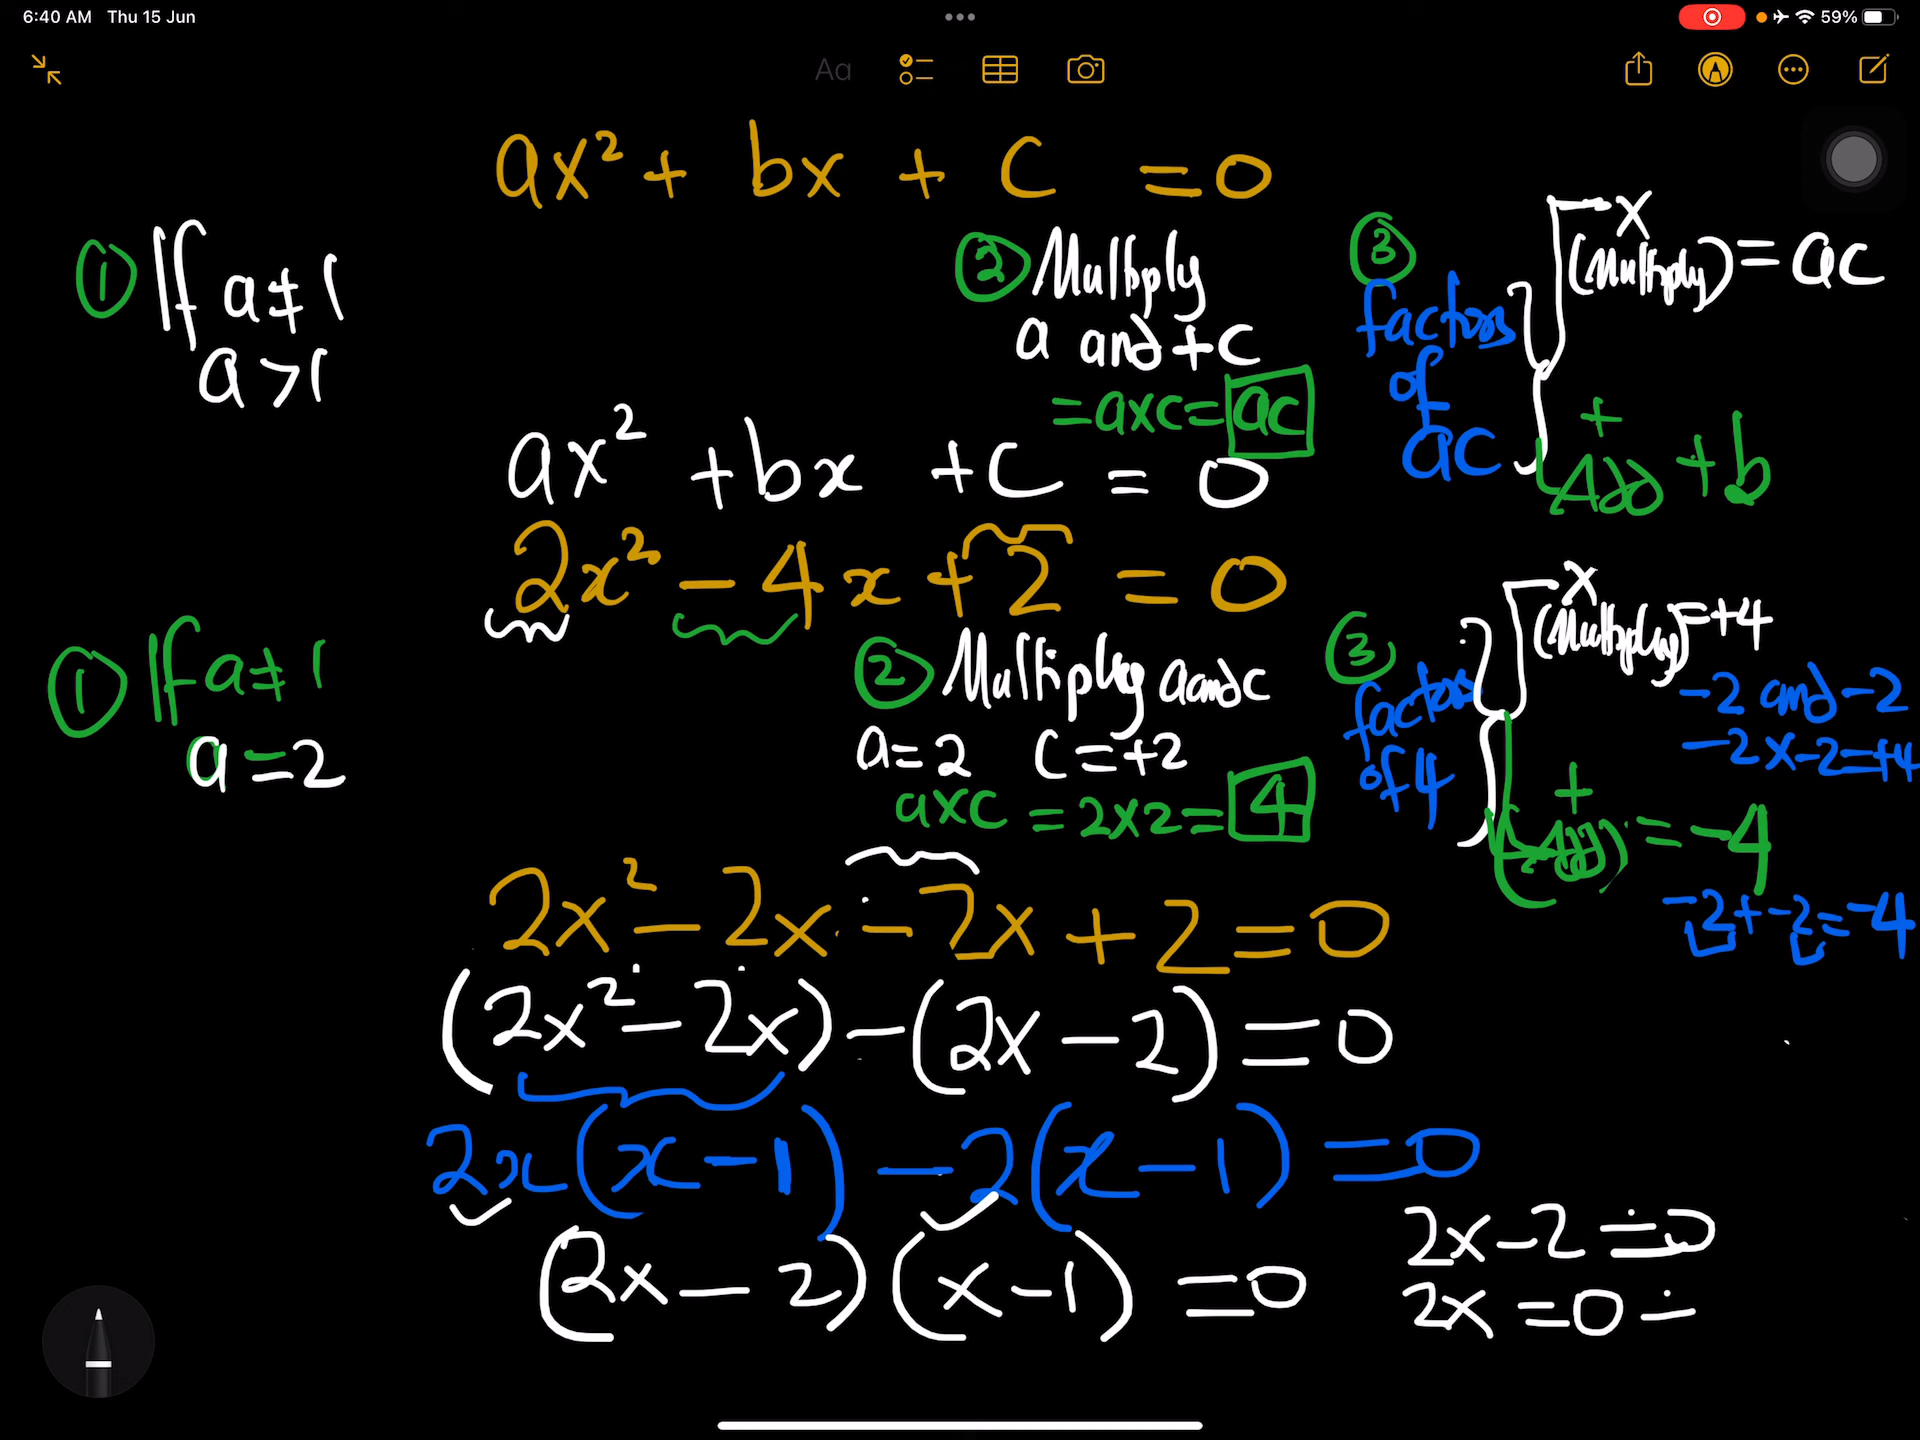 6:40 AM Thu 15 Jun
59%
Aa
ax² + bx + c = 0
① If a ≠ 1
a > 1
② Multiply
a and + c
= a x c = ac
③
factors
of
ac
x
(Multiply) = ac
+
Add + b
ax² + bx + c = 0
2x² - 4x + 2 = 0
① If a ≠ 1
a = 2
② Multiply a and c
a = 2 c = +2
a x c = 2 x 2 = 4
③
factors
of 4
x
(Multiply) = +4
-2 and -2
-2 x -2 = +4
+
(Add) = -4
-2 + -2 = -4
2x² - 2x - 2x + 2 = 0
(2x² - 2x) - (2x - 2) = 0
2x(x - 1) - 2(x - 1) = 0
(2x - 2)(x - 1) = 0
2x - 2 = 0
2x = 0 -